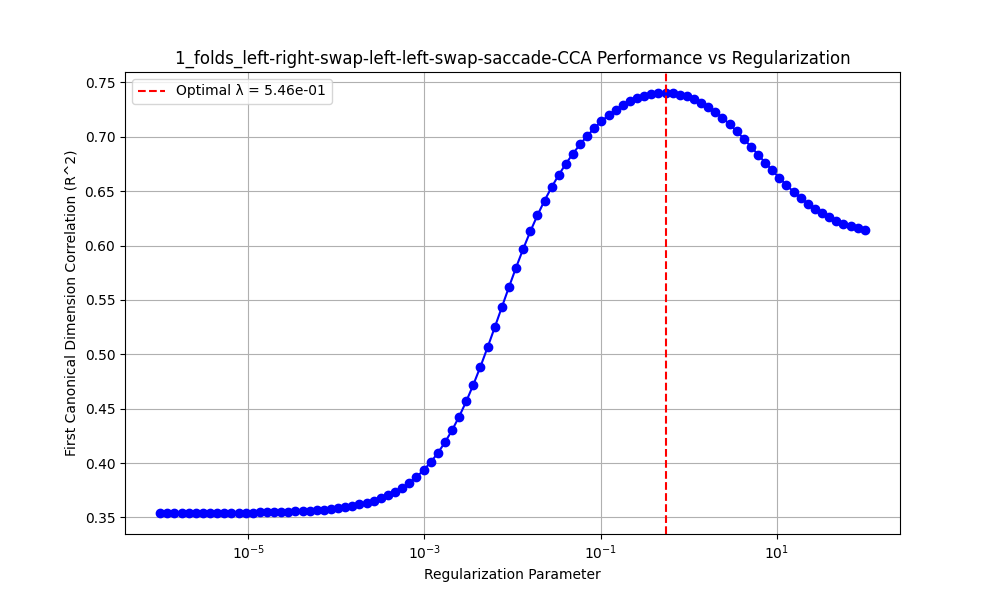 1_folds_left-right-swap-left-left-swap-saccade-CCA Performance vs Regularization
Optimal λ = 5.46e-01
First Canonical Dimension Correlation (R^2)
0.75
0.70
0.65
0.60
0.55
0.50
0.45
0.40
0.35
10⁻⁵ 10⁻³ 10⁻¹ 10¹
Regularization Parameter